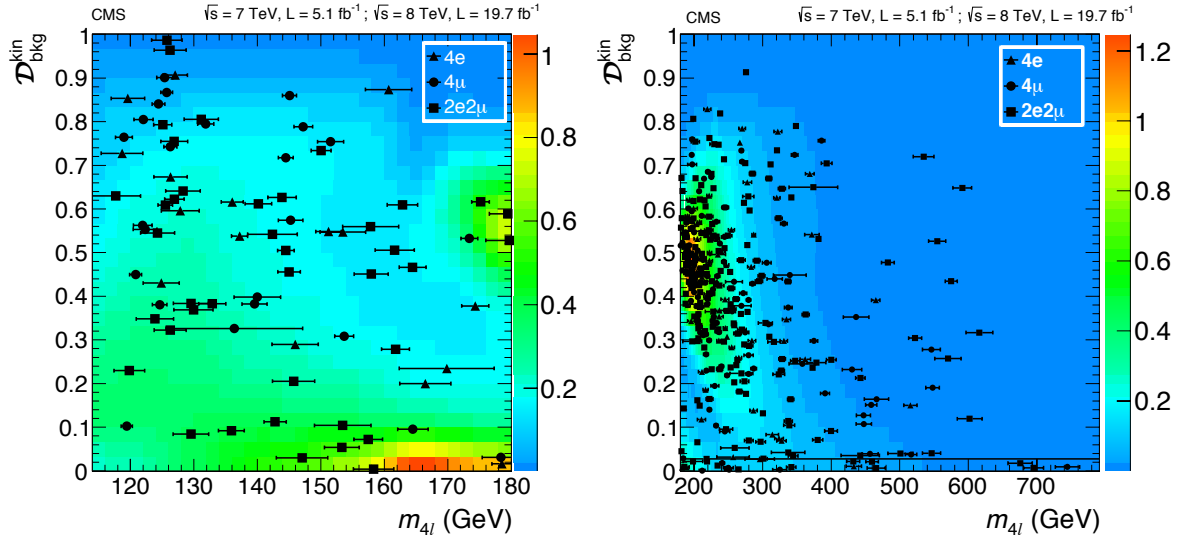 CMS √s = 7 TeV, L = 5.1 fb⁻¹ ; √s = 8 TeV, L = 19.7 fb⁻¹
𝒟ᵏⁱⁿbkg
1
0.9
0.8
0.7
0.6
0.5
0.4
0.3
0.2
0.1
0
4e
4μ
2e2μ
1
0.8
0.6
0.4
0.2
120 130 140 150 160 170 180
m4l (GeV)
CMS √s = 7 TeV, L = 5.1 fb⁻¹ ; √s = 8 TeV, L = 19.7 fb⁻¹
𝒟ᵏⁱⁿbkg
1
0.9
0.8
0.7
0.6
0.5
0.4
0.3
0.2
0.1
0
4e
4μ
2e2μ
1.2
1
0.8
0.6
0.4
0.2
200 300 400 500 600 700
m4l (GeV)